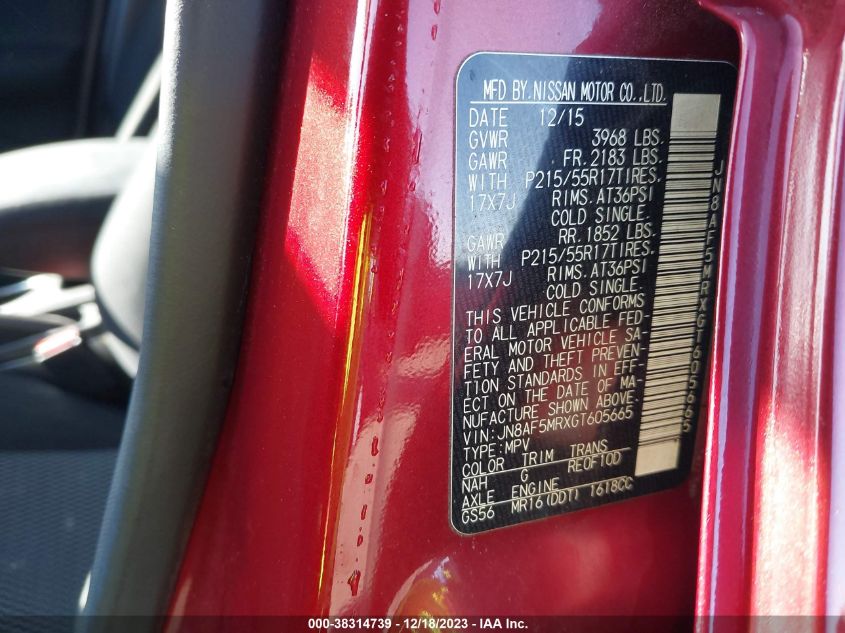 MFD BY. NISSAN MOTOR CO., LTD.
DATE 12/15
GVWR 3968 LBS.
GAWR FR. 2183 LBS.
WITH P215/55R17TIRES.
17X7J RIMS. AT36PSI
COLD SINGLE.
GAWR RR. 1852 LBS.
WITH P215/55R17TIRES.
17X7J RIMS. AT36PSI
COLD SINGLE.
THIS VEHICLE CONFORMS
TO ALL APPLICABLE FED-
ERAL MOTOR VEHICLE SA-
FETY AND THEFT PREVEN-
TION STANDARDS IN EFF-
ECT ON THE DATE OF MA-
NUFACTURE SHOWN ABOVE.
VIN: JN8AF5MRXGT605665
TYPE: MPV
COLOR TRIM TRANS
NAH G RE0F10D
AXLE ENGINE
GS56 MR16(DDT) 1618CC
JN8AF5MRXGT605665
000-38314739 - 12/18/2023 - IAA Inc.